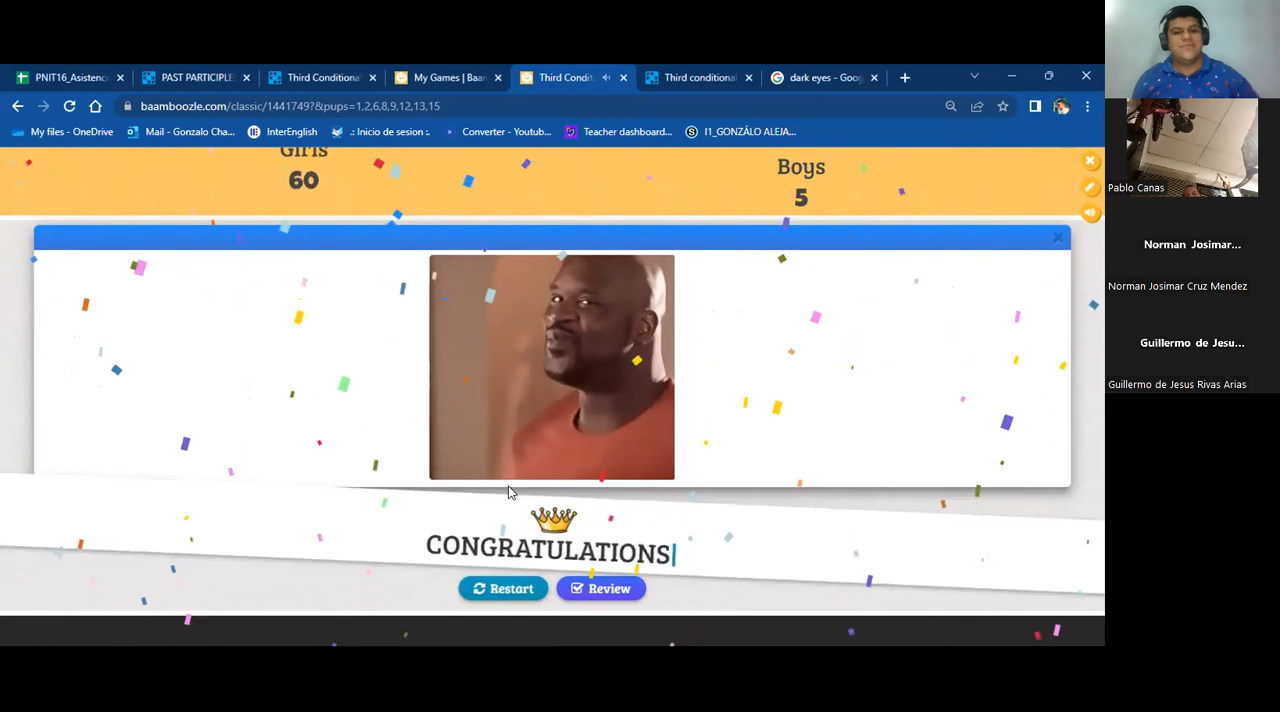 PNIT16_Asistenc
PAST PARTICIPLE
Third Conditiona
My Games | Baan
Third Condit
Third conditional
dark eyes - Goog
baamboozle.com/classic/1441749?&pups=1,2,6,8,9,12,13,15
My files - OneDrive
Mail - Gonzalo Cha...
InterEnglish
.: Inicio de sesion :.
Converter - Youtub...
Teacher dashboard...
I1_GONZÁLO ALEJA...
Girls
60
Boys
5
CONGRATULATIONS
Restart
Review
Pablo Canas
Norman Josimar...
Norman Josimar Cruz Mendez
Guillermo de Jesu...
Guillermo de Jesus Rivas Arias